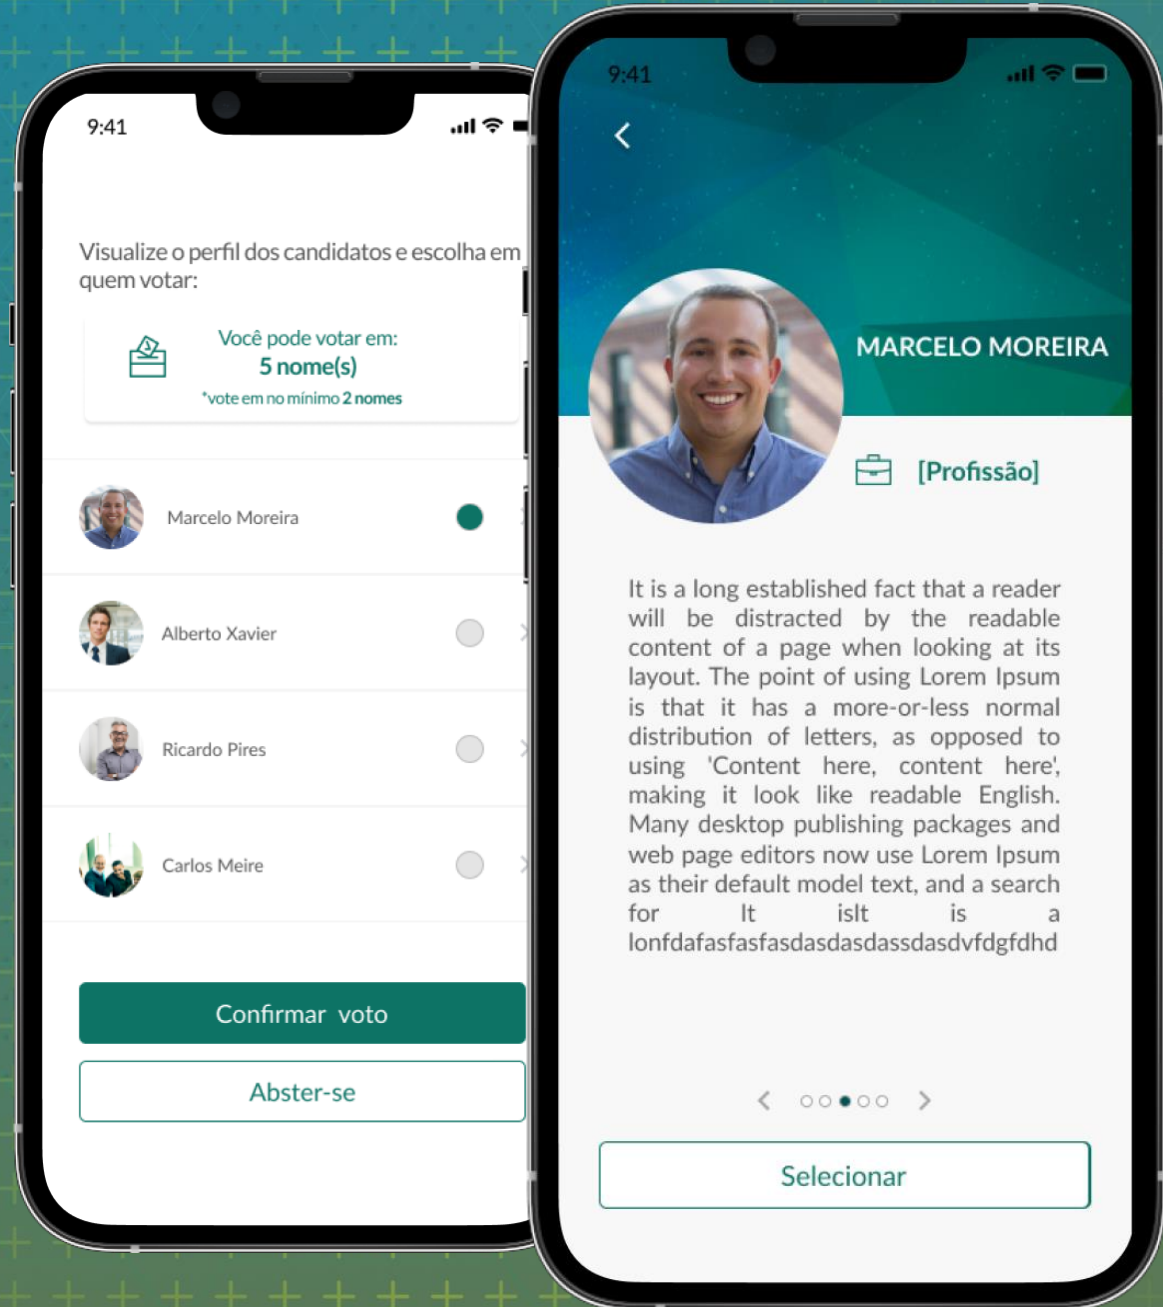 9:41
Visualize o perfil dos candidatos e escolha em
quem votar:
Você pode votar em:
5 nome(s)
*vote em no mínimo 2 nomes
Marcelo Moreira
Alberto Xavier
Ricardo Pires
Carlos Meire
Confirmar voto
Abster-se
9:41
MARCELO MOREIRA
[Profissão]
It is a long established fact that a reader
will be distracted by the readable
content of a page when looking at its
layout. The point of using Lorem Ipsum
is that it has a more-or-less normal
distribution of letters, as opposed to
using 'Content here, content here',
making it look like readable English.
Many desktop publishing packages and
web page editors now use Lorem Ipsum
as their default model text, and a search
for It isIt is a
lonfdafasfasfasdasdasdassdasdvfdgfdhd
Selecionar